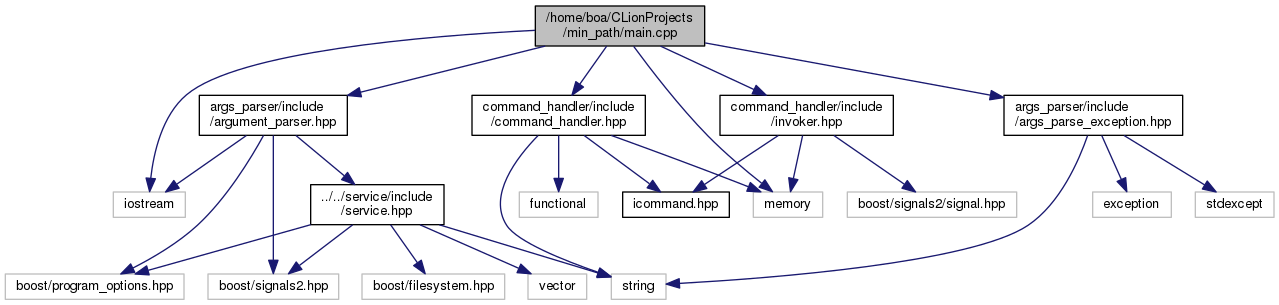 /home/boa/CLionProjects
/min_path/main.cpp
args_parser/include
/argument_parser.hpp
command_handler/include
/command_handler.hpp
command_handler/include
/invoker.hpp
args_parser/include
/args_parse_exception.hpp
iostream
../../service/include
/service.hpp
functional
icommand.hpp
memory
boost/signals2/signal.hpp
exception
stdexcept
boost/program_options.hpp
boost/signals2.hpp
boost/filesystem.hpp
vector
string